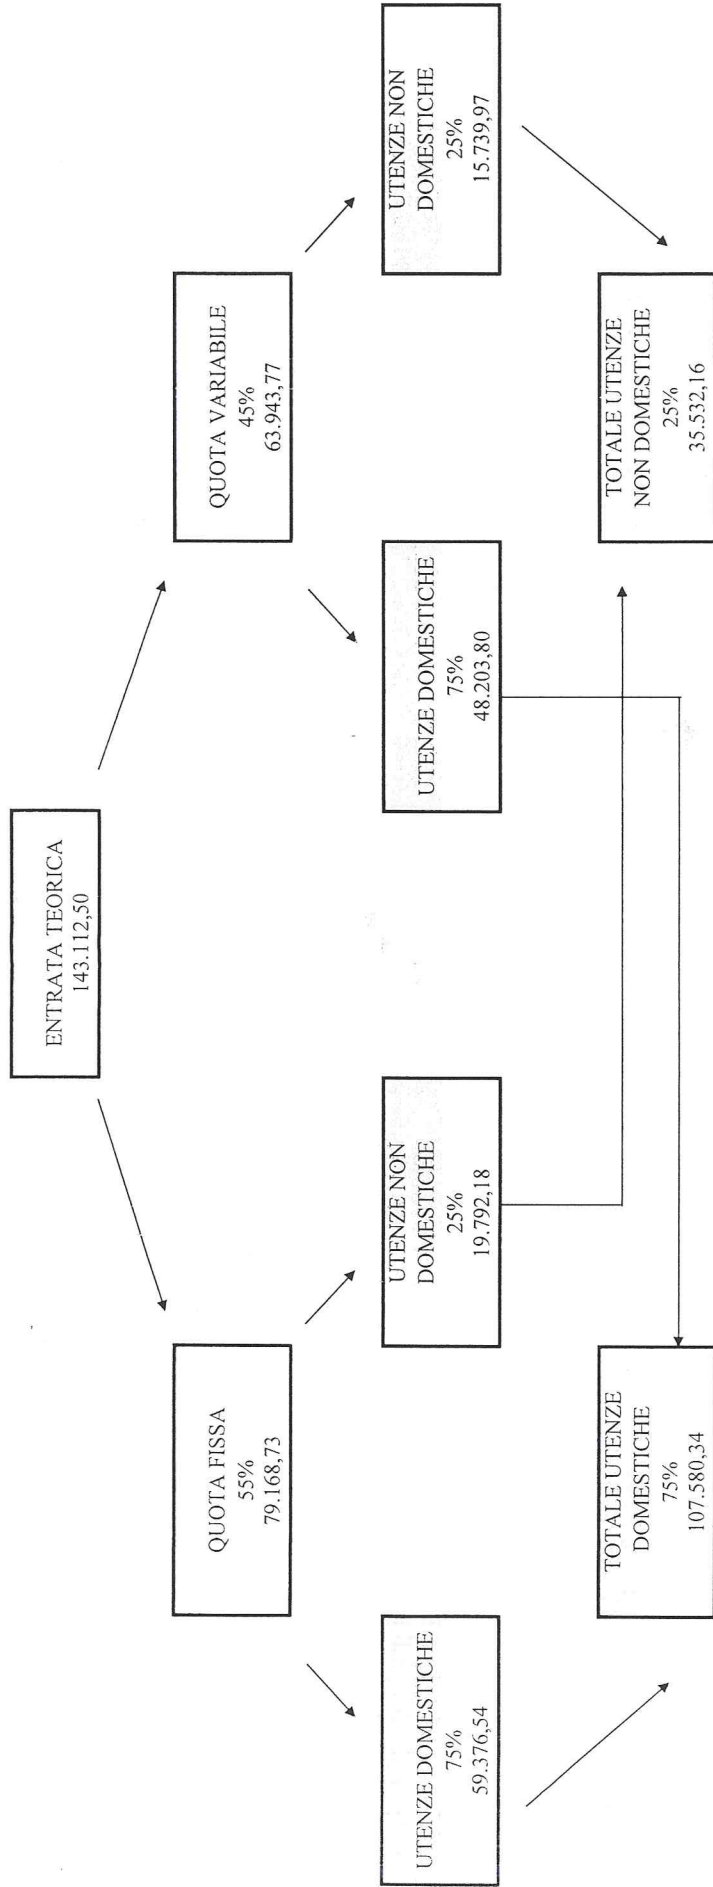 ENTRATA TEORICA
143.112,50
QUOTA FISSA
55%
79.168,73
QUOTA VARIABILE
45%
63.943,77
UTENZE DOMESTICHE
75%
59.376,54
UTENZE NON
DOMESTICHE
25%
19.792,18
UTENZE DOMESTICHE
75%
48.203,80
UTENZE NON
DOMESTICHE
25%
15.739,97
TOTALE UTENZE
DOMESTICHE
75%
107.580,34
TOTALE UTENZE
NON DOMESTICHE
25%
35.532,16